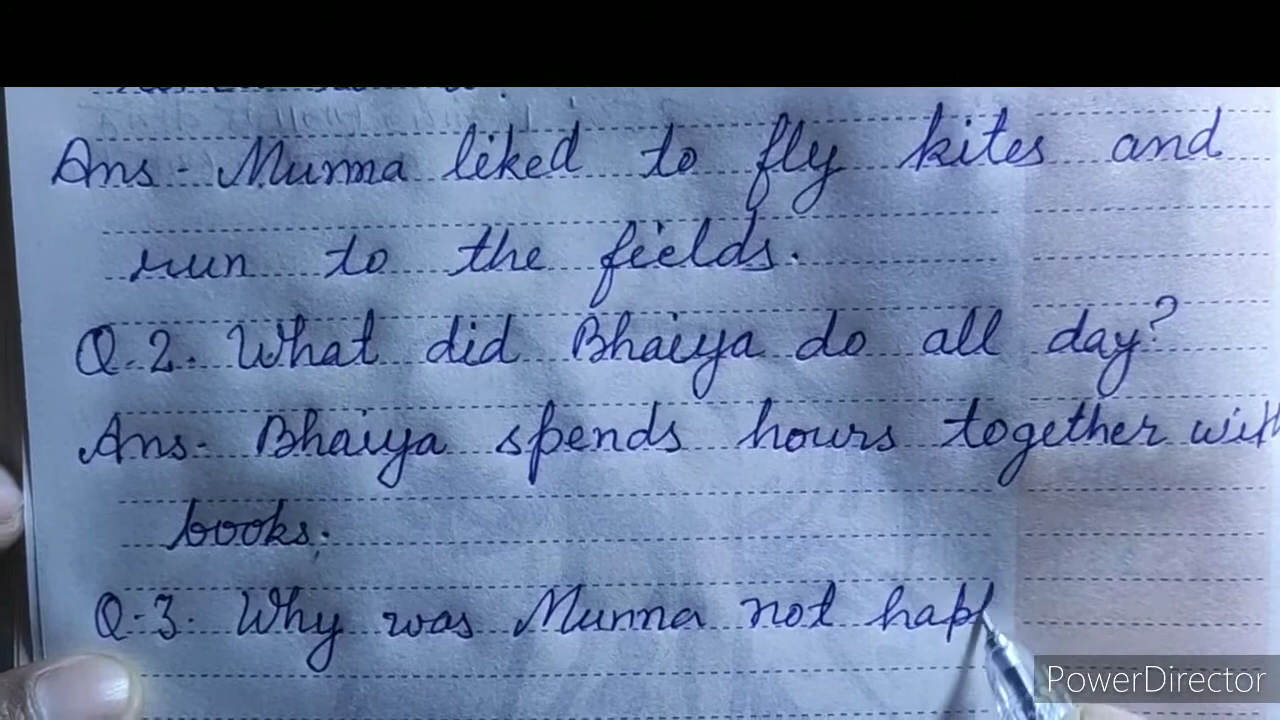 Ans - Munna liked to fly kites and
run to the fields.
Q.2. What did Bhaiya do all day?
Ans- Bhaiya spends hours together with
books.
Q.3. Why was Munna not hap
PowerDirector